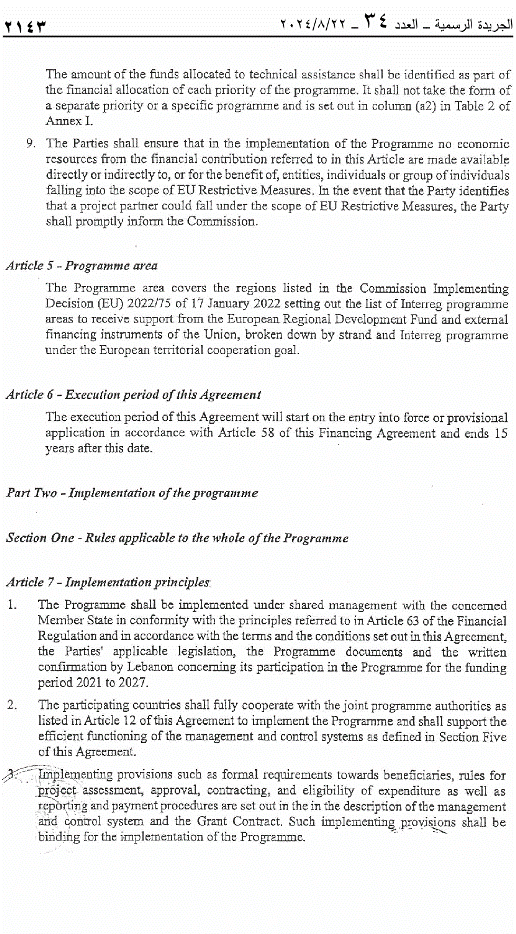 الجريدة الرسمية – العدد ٣٤ – ٢٠٢٤/٨/٢٢ ٢١٤٣
The amount of the funds allocated to technical assistance shall be identified as part of
the financial allocation of each priority of the programme. It shall not take the form of
a separate priority or a specific programme and is set out in column (a2) in Table 2 of
Annex I.
9. The Parties shall ensure that in the implementation of the Programme no economic
resources from the financial contribution referred to in this Article are made available
directly or indirectly to, or for the benefit of, entities, individuals or group of individuals
falling into the scope of EU Restrictive Measures. In the event that the Party identifies
that a project partner could fall under the scope of EU Restrictive Measures, the Party
shall promptly inform the Commission.
Article 5 - Programme area
The Programme area covers the regions listed in the Commission Implementing
Decision (EU) 2022/75 of 17 January 2022 setting out the list of Interreg programme
areas to receive support from the European Regional Development Fund and external
financing instruments of the Union, broken down by strand and Interreg programme
under the European territorial cooperation goal.
Article 6 - Execution period of this Agreement
The execution period of this Agreement will start on the entry into force or provisional
application in accordance with Article 58 of this Financing Agreement and ends 15
years after this date.
Part Two - Implementation of the programme
Section One - Rules applicable to the whole of the Programme
Article 7 - Implementation principles
1. The Programme shall be implemented under shared management with the concerned
Member State in conformity with the principles referred to in Article 63 of the Financial
Regulation and in accordance with the terms and the conditions set out in this Agreement,
the Parties' applicable legislation, the Programme documents and the written
confirmation by Lebanon concerning its participation in the Programme for the funding
period 2021 to 2027.
2. The participating countries shall fully cooperate with the joint programme authorities as
listed in Article 12 of this Agreement to implement the Programme and shall support the
efficient functioning of the management and control systems as defined in Section Five
of this Agreement.
3. Implementing provisions such as formal requirements towards beneficiaries, rules for
project assessment, approval, contracting, and eligibility of expenditure as well as
reporting and payment procedures are set out in the in the description of the management
and control system and the Grant Contract. Such implementing provisions shall be
binding for the implementation of the Programme.